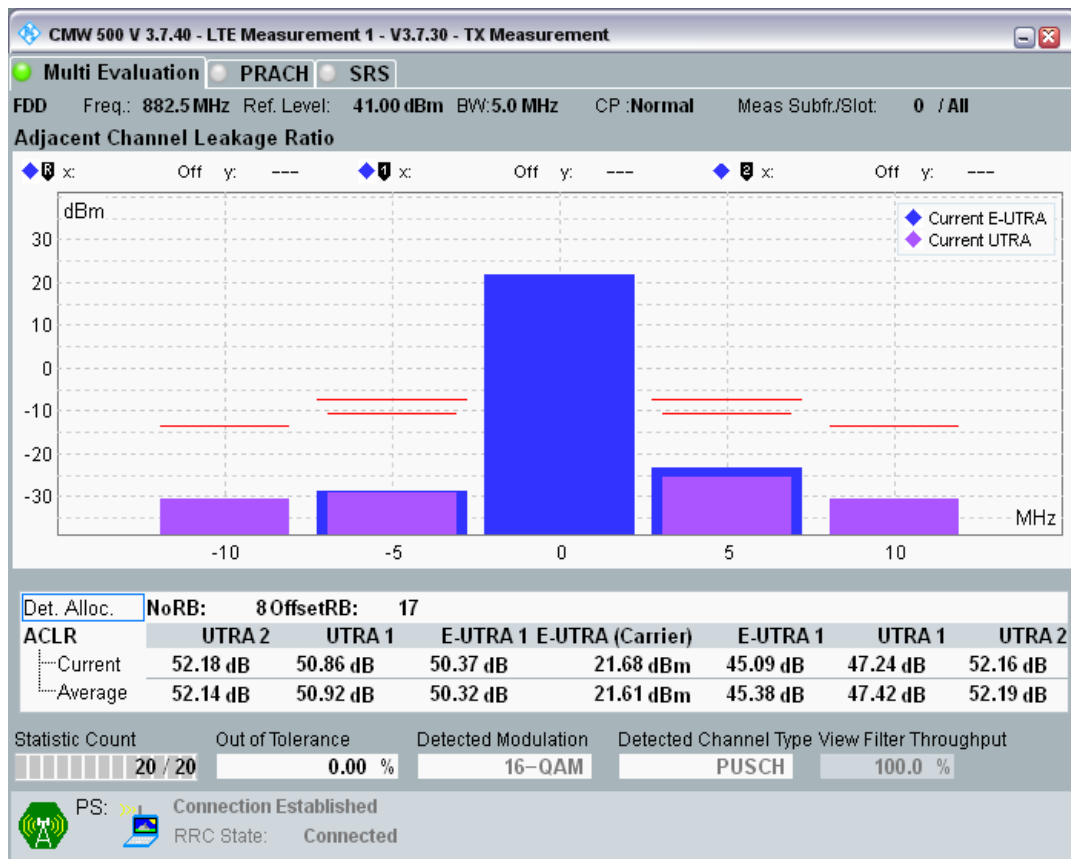 CMW 500 V 3.7.40 - LTE Measurement 1 - V3.7.30 - TX Measurement
Multi Evaluation PRACH SRS
FDD Freq.: 882.5 MHz Ref. Level: 41.00 dBm BW:5.0 MHz CP :Normal Meas Subfr./Slot: 0 / All
Adjacent Channel Leakage Ratio
R x: Off y: --- 1 x: Off y: --- 2 x: Off y: ---
dBm
Current E-UTRA
Current UTRA
30
20
10
0
-10
-20
-30
MHz
-10 -5 0 5 10
Det. Alloc. NoRB: 8 OffsetRB: 17
ACLR UTRA 2 UTRA 1 E-UTRA 1 E-UTRA (Carrier) E-UTRA 1 UTRA 1 UTRA 2
Current 52.18 dB 50.86 dB 50.37 dB 21.68 dBm 45.09 dB 47.24 dB 52.16 dB
Average 52.14 dB 50.92 dB 50.32 dB 21.61 dBm 45.38 dB 47.42 dB 52.19 dB
Statistic Count Out of Tolerance Detected Modulation Detected Channel Type View Filter Throughput
20 / 20 0.00 % 16-QAM PUSCH 100.0 %
PS: Connection Established
RRC State: Connected